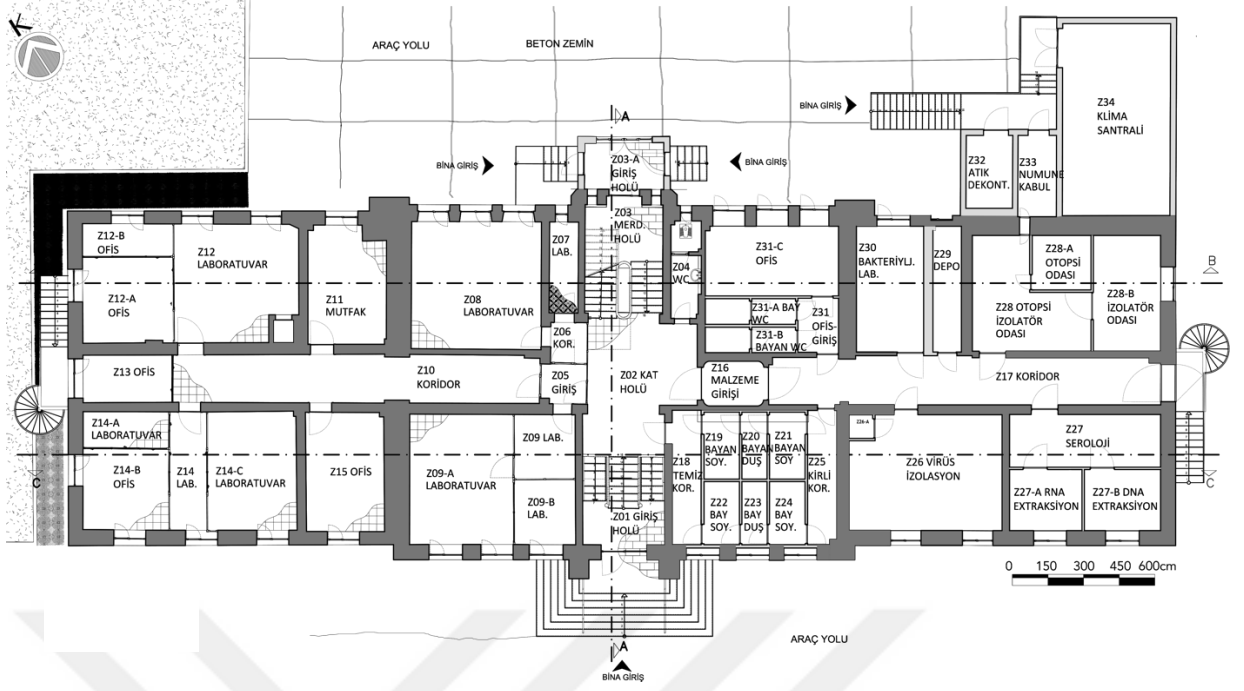 K
ARAÇ YOLU
BETON ZEMİN
BİNA GİRİŞ
A
BİNA GİRİŞ
BİNA GİRİŞ
Z03-A
GİRİŞ
HOLÜ
Z34
KLİMA
SANTRALİ
Z32
ATIK
DEKONT.
Z33
NUMUNE
KABUL
Z12-B
OFİS
Z12
LABORATUVAR
Z12-A
OFİS
Z11
MUTFAK
Z08
LABORATUVAR
Z07
LAB.
Z03
MERD.
HOLÜ
Z04
WC
Z31-C
OFİS
Z31-A BAY
WC
Z31-B
BAYAN WC
Z31
OFİS-
GİRİŞ
Z30
BAKTERİYLJ.
LAB.
Z29
DEPO
Z28-A
OTOPSİ
ODASI
Z28 OTOPSİ
İZOLATÖR
ODASI
Z28-B
İZOLATÖR
ODASI
B
Z06
KOR.
Z05
GİRİŞ
Z13 OFİS
Z10
KORİDOR
Z02 KAT
HOLÜ
Z16
MALZEME
GİRİŞİ
Z17 KORİDOR
Z14-A
LABORATUVAR
Z14-B
OFİS
Z14
LAB.
Z14-C
LABORATUVAR
Z15 OFİS
Z09-A
LABORATUVAR
Z09 LAB.
Z09-B
LAB.
Z01 GİRİŞ
HOLÜ
Z18
TEMİZ
KOR.
Z19
BAYAN
SOY.
Z20
BAYAN
DUŞ
Z21
BAYAN
SOY
Z22
BAY
SOY.
Z23
BAY
DUŞ
Z24
BAY
SOY.
Z25
KİRLİ
KOR.
Z26-A
Z26 VİRÜS
İZOLASYON
Z27
SEROLOJİ
Z27-A RNA
EXTRAKSİYON
Z27-B DNA
EXTRAKSİYON
C
C
0 150 300 450 600cm
ARAÇ YOLU
A
BİNA GİRİŞ